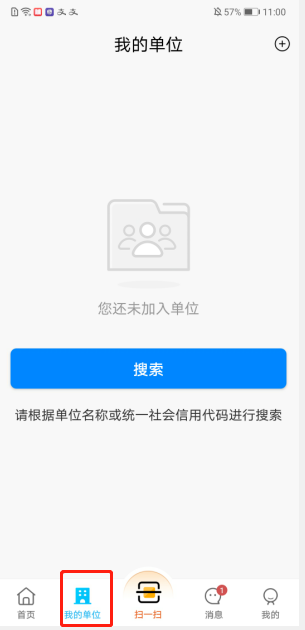 57% 11:00
我的单位
您还未加入单位
搜索
请根据单位名称或统一社会信用代码进行搜索
1
首页 我的单位 扫一扫 消息 我的